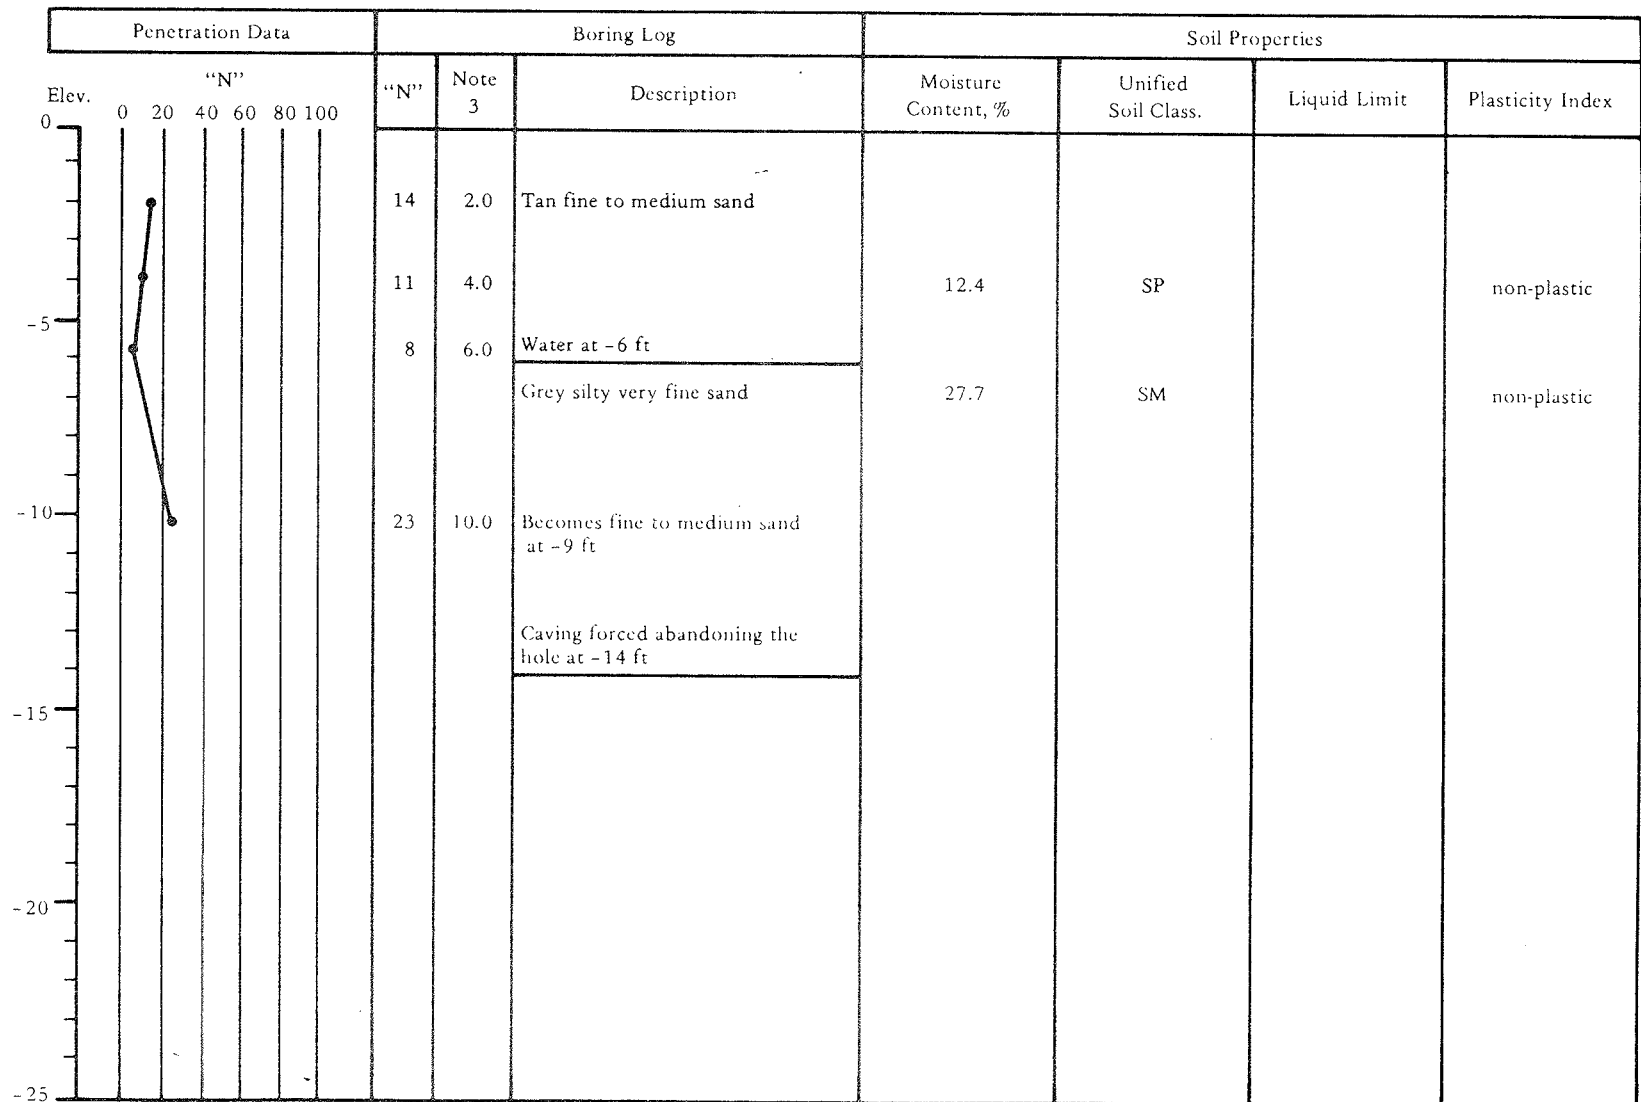 Penetration Data
Boring Log
Soil Properties
Elev.
"N"
0 20 40 60 80 100
"N"
Note
3
Description
Moisture
Content, %
Unified
Soil Class.
Liquid Limit
Plasticity Index
0
14 2.0 Tan fine to medium sand
11 4.0 12.4 SP non-plastic
-5
8 6.0 Water at -6 ft
Grey silty very fine sand 27.7 SM non-plastic
-10
23 10.0 Becomes fine to medium sand
at -9 ft
Caving forced abandoning the
hole at -14 ft
-15
-20
-25